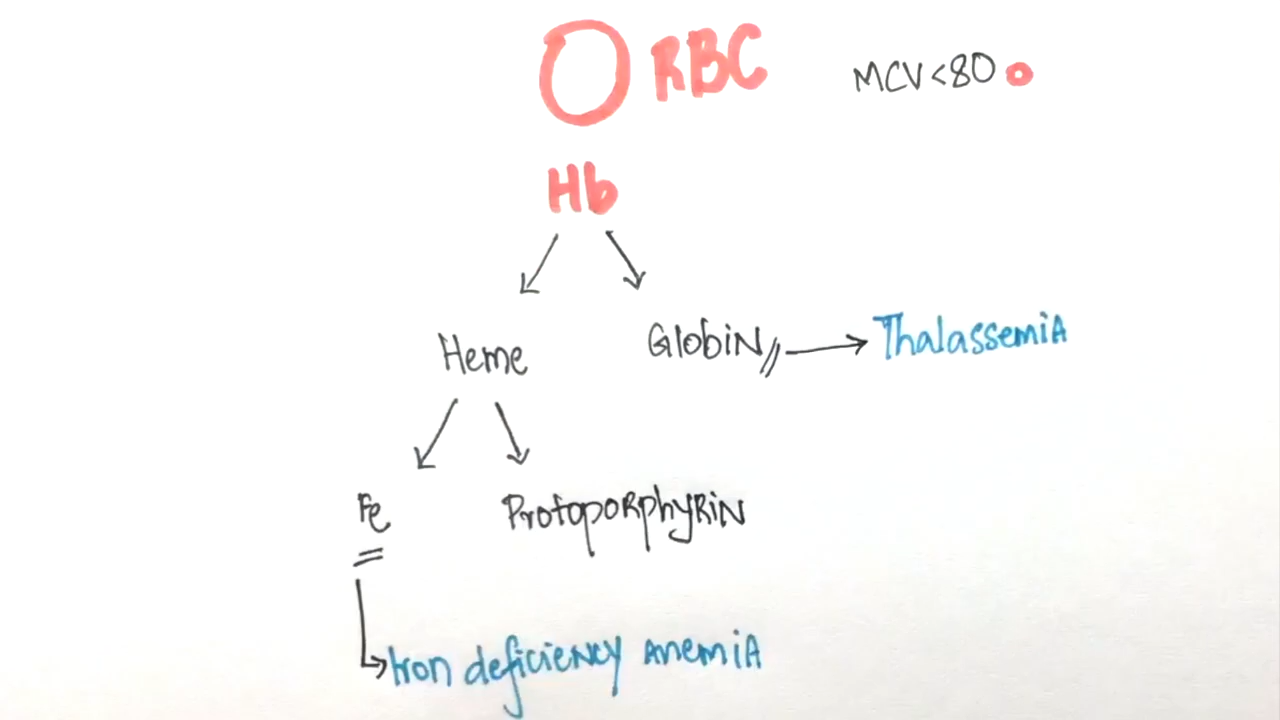 RBC
MCV<80
Hb
Heme
Globin
Thalassemia
Fe
Protoporphyrin
Iron deficiency anemia